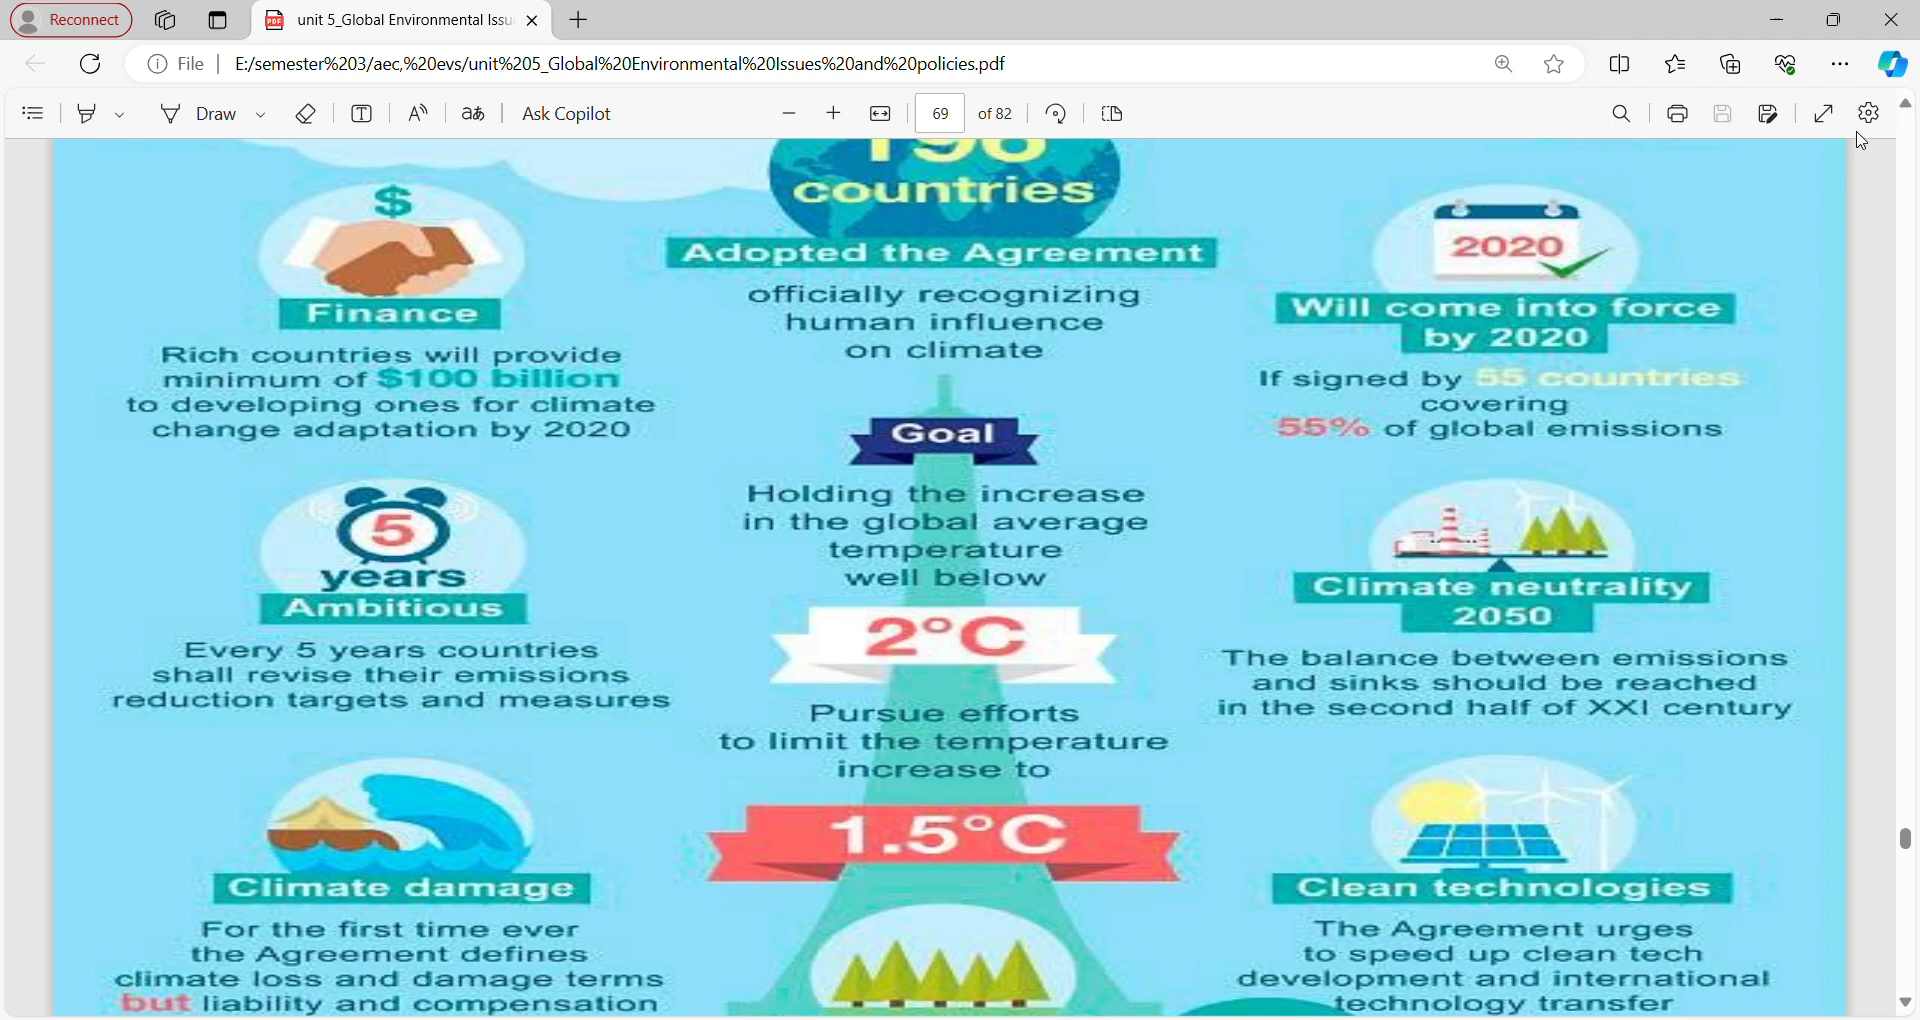 Reconnect
unit 5_Global Environmental Issu
File
E:/semester%203/aec,%20evs/unit%205_Global%20Environmental%20Issues%20and%20policies.pdf
Draw
aあ
Ask Copilot
69
of 82
countries
Adopted the Agreement
officially recognizing
human influence
on climate
$
Finance
Rich countries will provide
minimum of $100 billion
to developing ones for climate
change adaptation by 2020
2020
Will come into force
by 2020
If signed by 55 countries
covering
55% of global emissions
Goal
Holding the increase
in the global average
temperature
well below
2°C
Pursue efforts
to limit the temperature
increase to
1.5°C
5
years
Ambitious
Every 5 years countries
shall revise their emissions
reduction targets and measures
Climate neutrality
2050
The balance between emissions
and sinks should be reached
in the second half of XXI century
Climate damage
For the first time ever
the Agreement defines
climate loss and damage terms
but liability and compensation
Clean technologies
The Agreement urges
to speed up clean tech
development and international
technology transfer